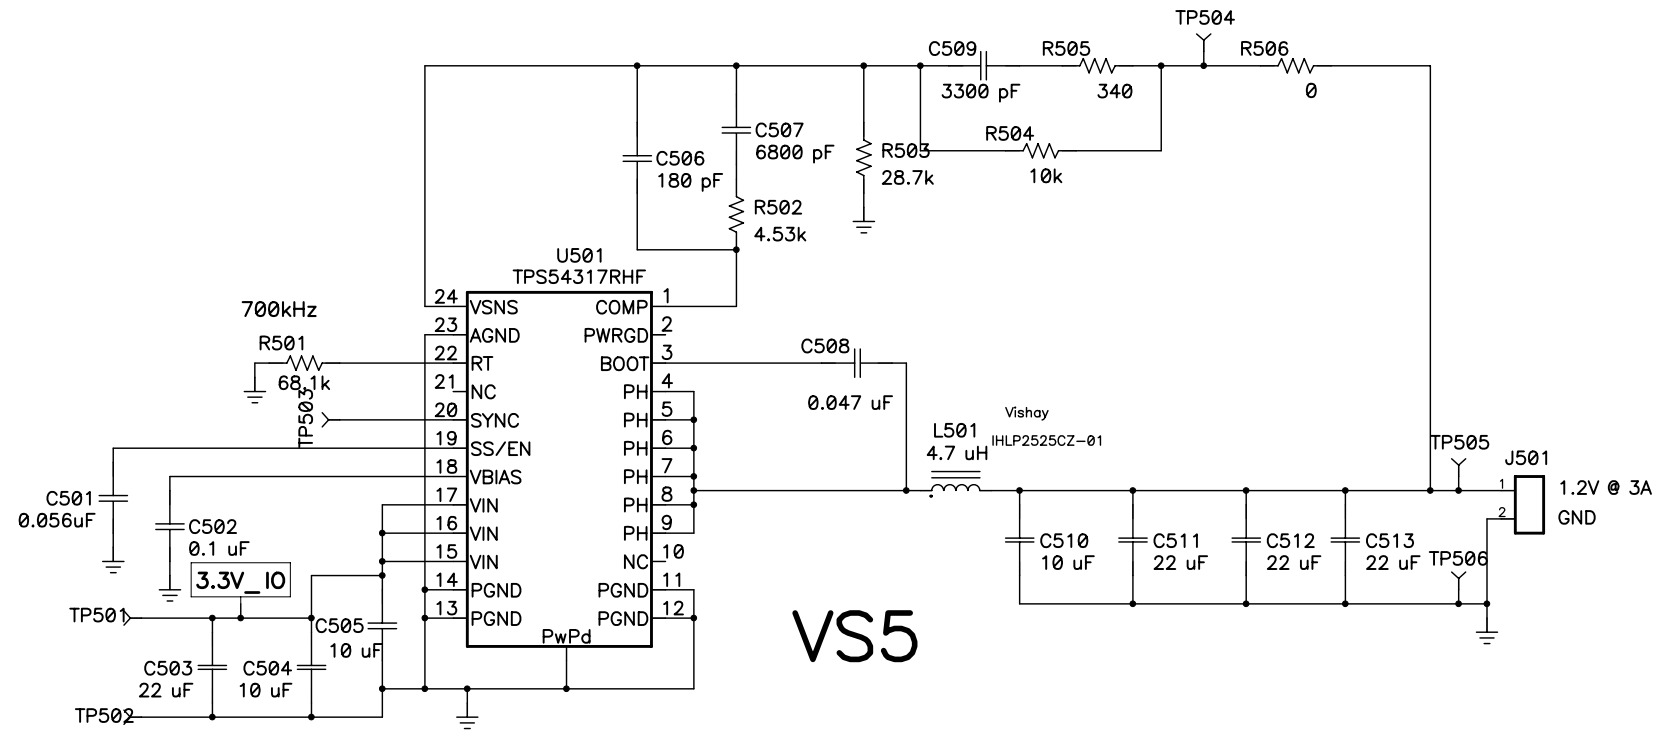 TP504
C509
R505
R506
3300 pF
340
0
C507
6800 pF
R504
10k
C506
180 pF
R503
28.7k
R502
4.53k
U501
TPS54317RHF
700kHz
R501
68.1k
TP503
24 VSNS
23 AGND
22 RT
21 NC
20 SYNC
19 SS/EN
18 VBIAS
17 VIN
16 VIN
15 VIN
14 PGND
13 PGND
COMP 1
PWRGD 2
BOOT 3
PH 4
PH 5
PH 6
PH 7
PH 8
PH 9
NC 10
PGND 11
PGND 12
PwPd
C508
0.047 uF
Vishay
IHLP2525CZ-01
L501
4.7 uH
TP505
J501
1
2
1.2V @ 3A
GND
C501
0.056uF
C502
0.1 uF
3.3V_IO
TP501
C505
10 uF
C503
22 uF
C504
10 uF
TP502
C510
10 uF
C511
22 uF
C512
22 uF
C513
22 uF
TP506
VS5